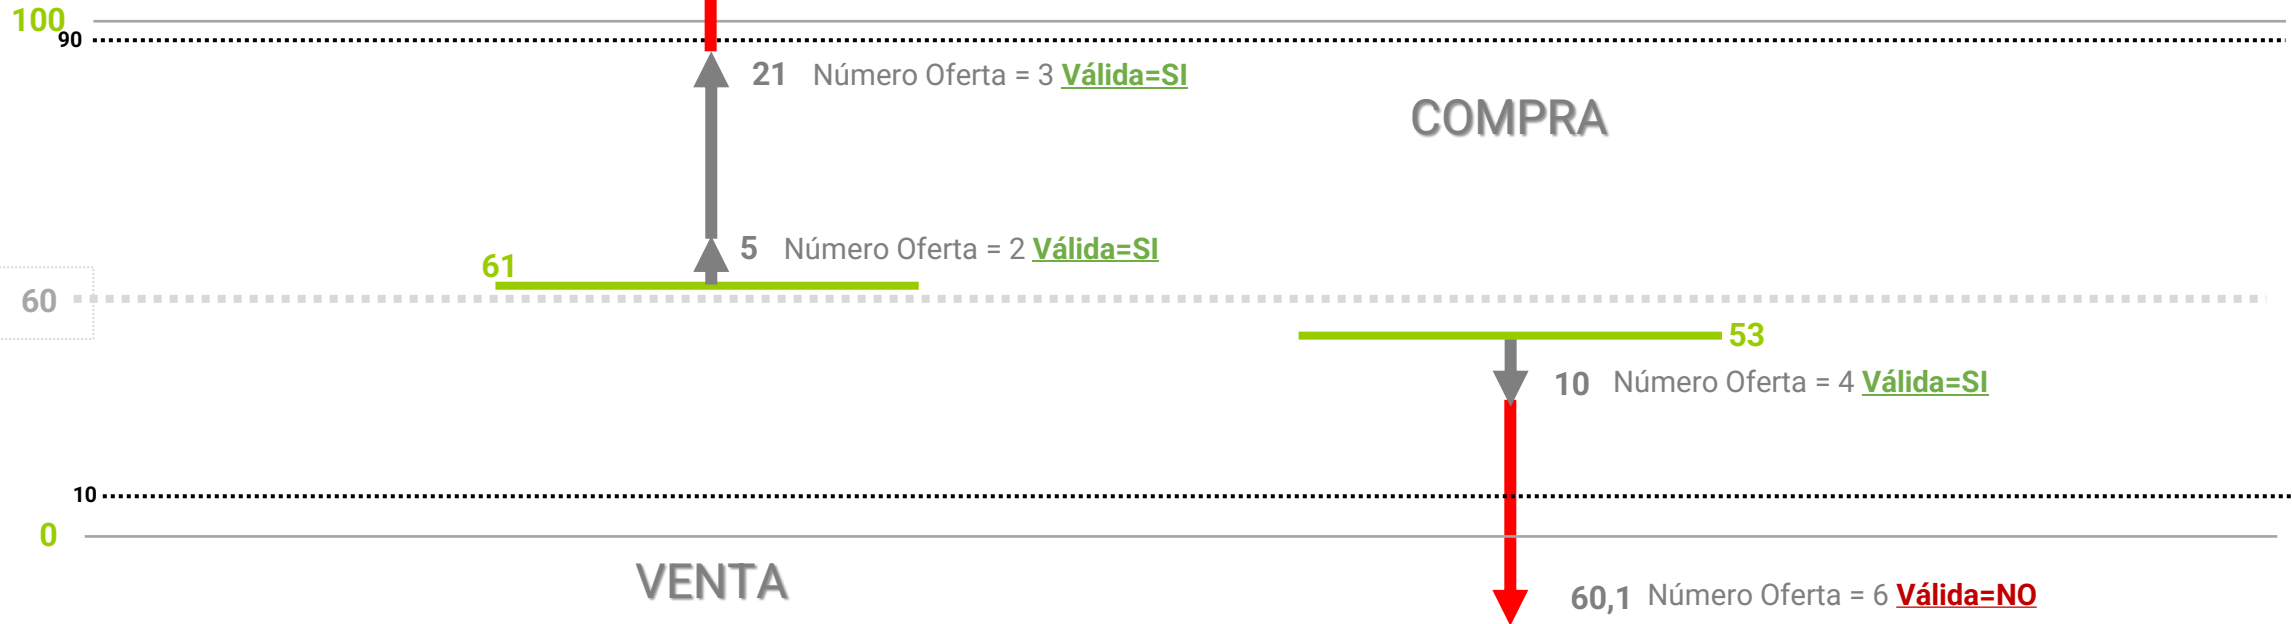 100
90
21 Número Oferta = 3 Válida=SI
COMPRA
5 Número Oferta = 2 Válida=SI
61
60
53
10 Número Oferta = 4 Válida=SI
10
0
VENTA
60,1 Número Oferta = 6 Válida=NO